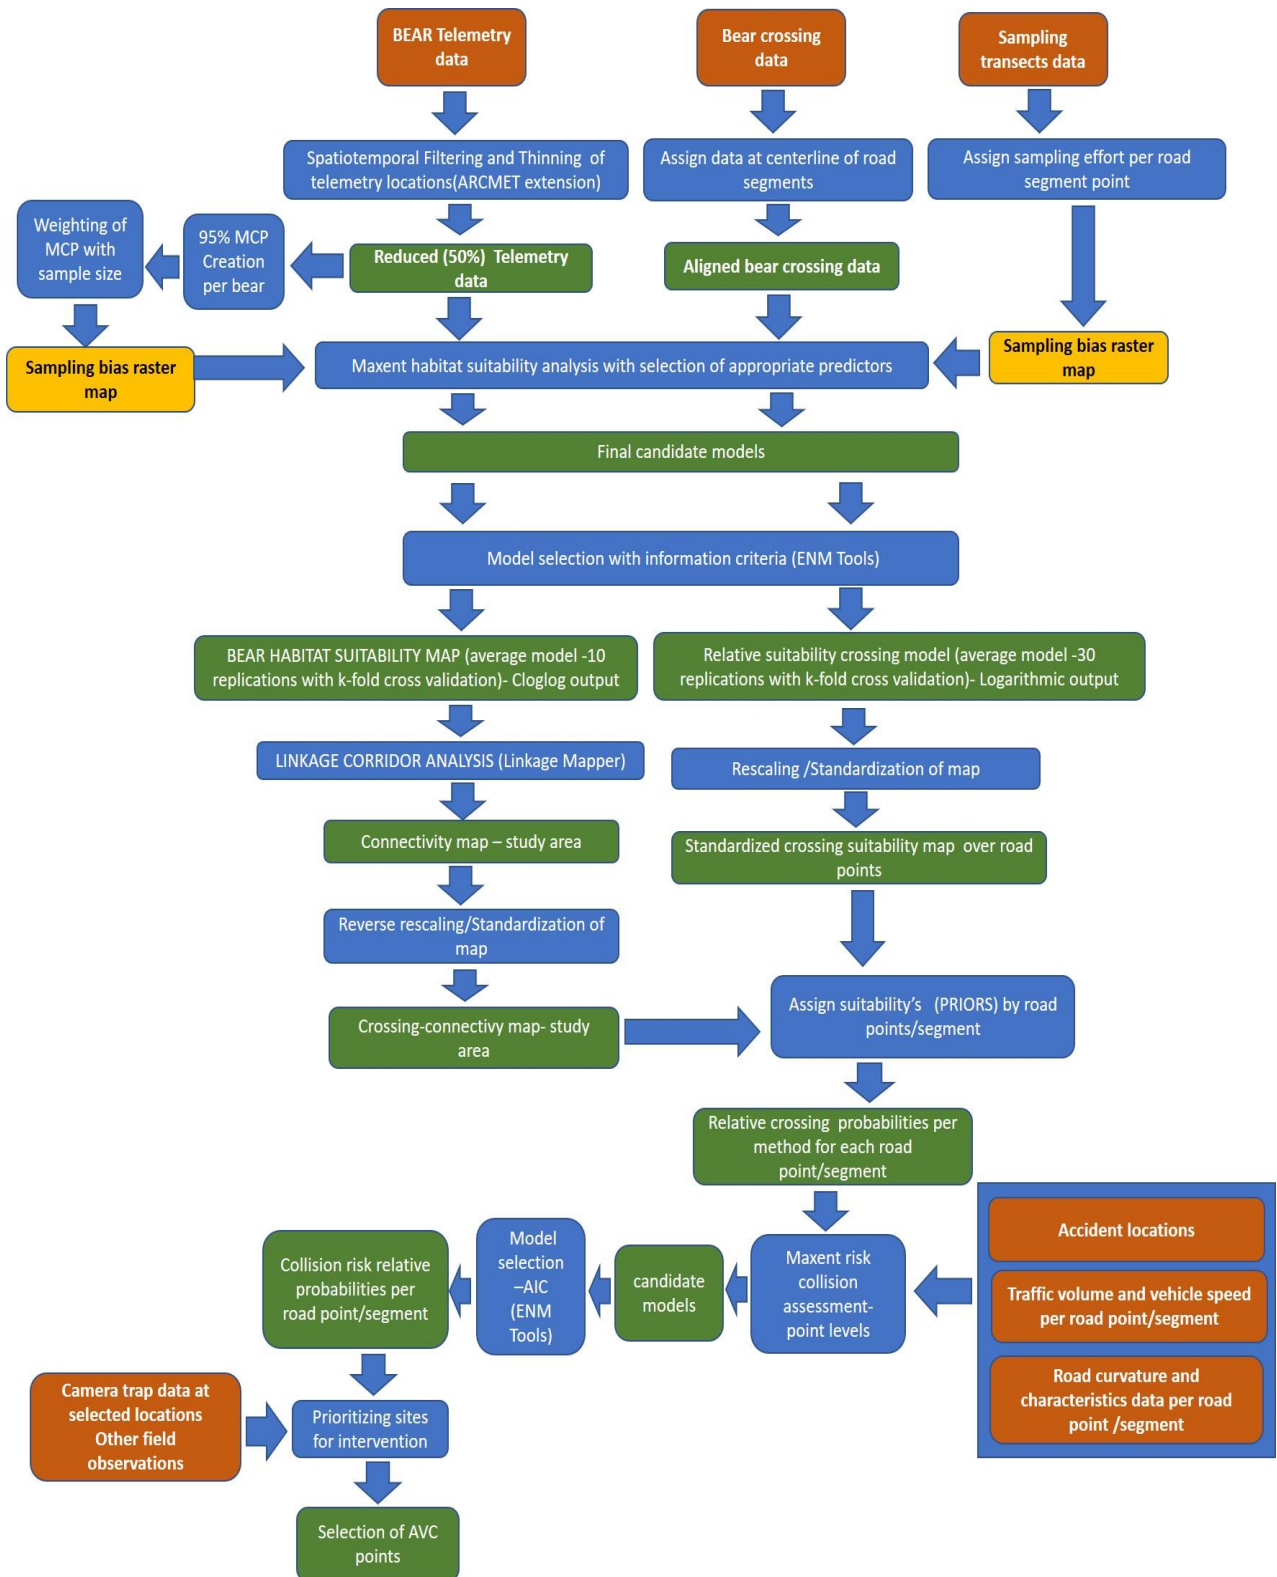 BEAR Telemetry
data
Bear crossing
data
Sampling
transects data
Spatiotemporal Filtering and Thinning of
telemetry locations(ARCMET extension)
Assign data at centerline of road
segments
Assign sampling effort per road
segment point
Weighting of
MCP with
sample size
95% MCP
Creation
per bear
Reduced (50%) Telemetry
data
Aligned bear crossing data
Sampling bias raster
map
Maxent habitat suitability analysis with selection of appropriate predictors
Sampling bias raster
map
Final candidate models
Model selection with information criteria (ENM Tools)
BEAR HABITAT SUITABILITY MAP (average model -10
replications with k-fold cross validation)- Cloglog output
Relative suitability crossing model (average model -30
replications with k-fold cross validation)- Logarithmic output
LINKAGE CORRIDOR ANALYSIS (Linkage Mapper)
Rescaling /Standardization of map
Connectivity map – study area
Standardized crossing suitability map over road
points
Reverse rescaling/Standardization of
map
Crossing-connectivy map- study
area
Assign suitability’s (PRIORS) by road
points/segment
Relative crossing probabilities per
method for each road
point/segment
Collision risk relative
probabilities per
road point/segment
Model
selection
–AIC
(ENM
Tools)
candidate
models
Maxent risk
collision
assessment-
point levels
Accident locations
Traffic volume and vehicle speed
per road point/segment
Road curvature and
characteristics data per road
point /segment
Camera trap data at
selected locations
Other field
observations
Prioritizing sites
for intervention
Selection of AVC
points